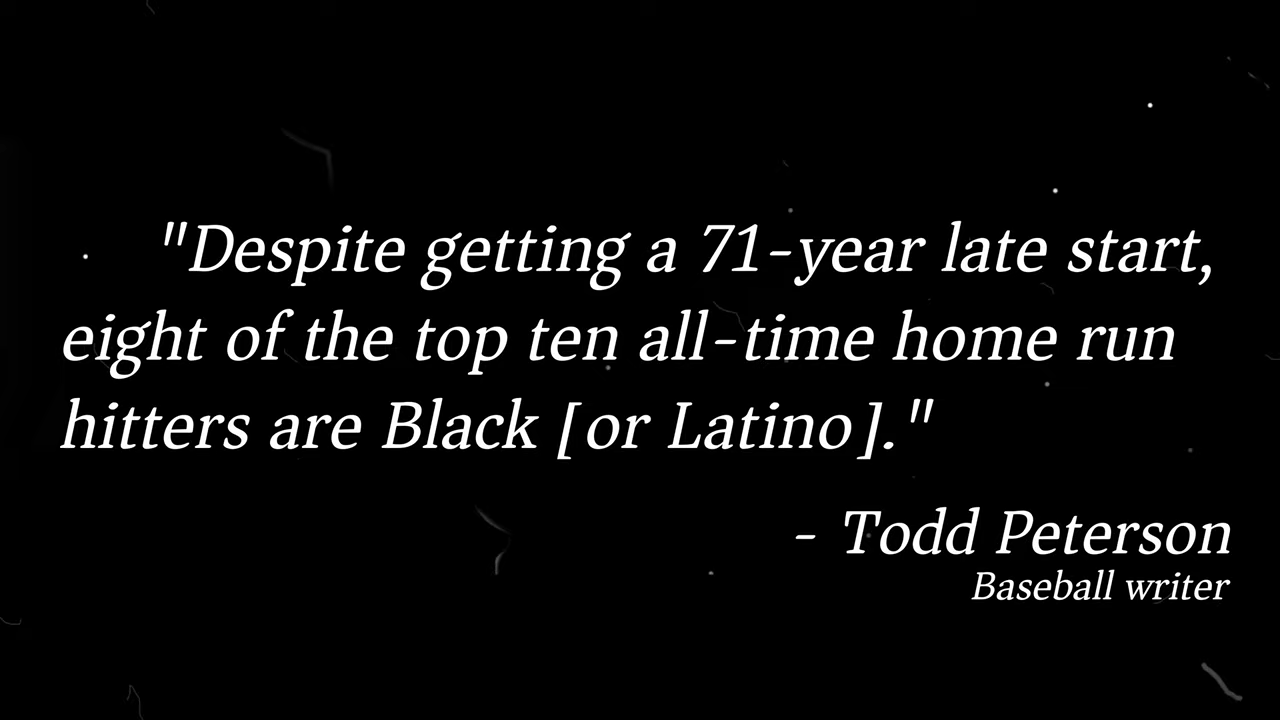 "Despite getting a 71-year late start,
eight of the top ten all-time home run
hitters are Black [or Latino]."
- Todd Peterson
Baseball writer